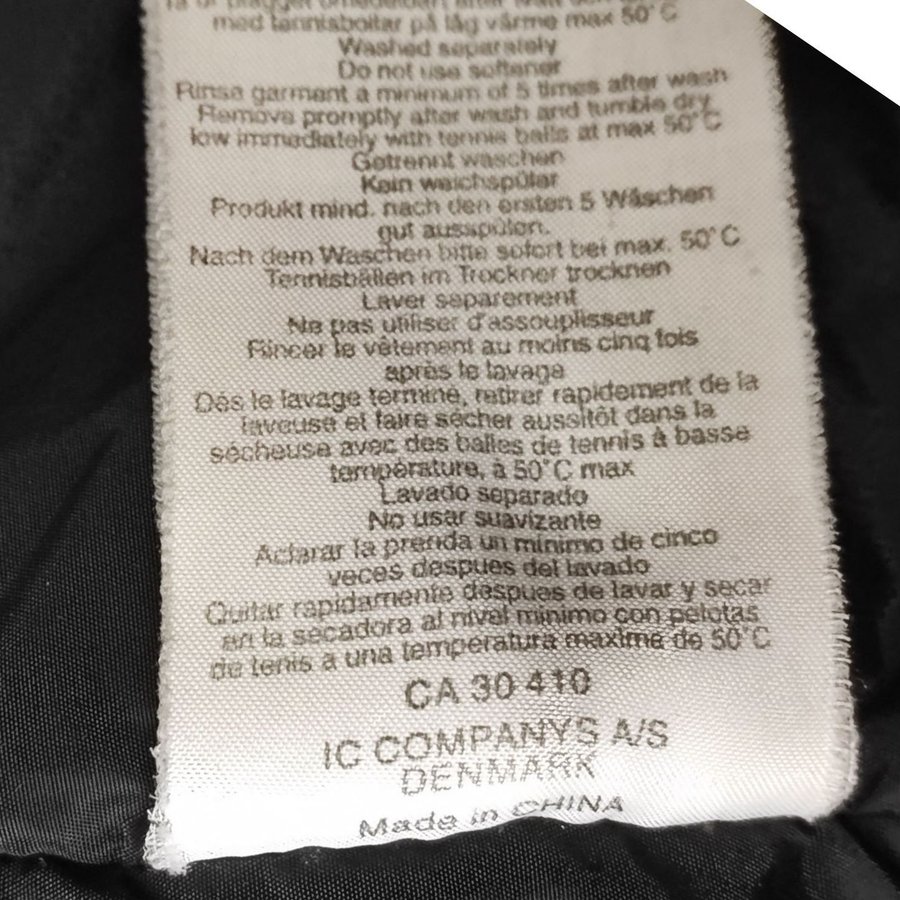 plagget omedelbart efter tvätt
med tennisbollar på låg värme max 50°C
Washed separately
Do not use softener
Rinse garment a minimum of 5 times after wash
Remove promptly after wash and tumble dry
low immediately with tennis balls at max 50°C
Getrennt waschen
Kein weichspüler
Produkt mind. nach den ersten 5 Wäschen
gut ausspülen.
Nach dem Waschen bitte sofort bei max. 50°C
Tennisbällen im Trockner trocknen
Laver separement
Ne pas utiliser d'assouplisseur
Rincer le vêtement au moins cinq fois
après le lavage
Dés le lavage terminé, retirer rapidement de la
laveuse et faire sécher aussitôt dans la
sécheuse avec des balles de tennis à basse
température, à 50°C max
Lavado separado
No usar suavizante
Aclarar la prenda un minimo de cinco
veces despues del lavado
Quitar rapidamente despues de lavar y secar
en la secadora al nivel minimo con pelotas
de tenis a una temperatura maxima de 50°C
CA 30 410
IC COMPANYS A/S
DENMARK
Made in CHINA